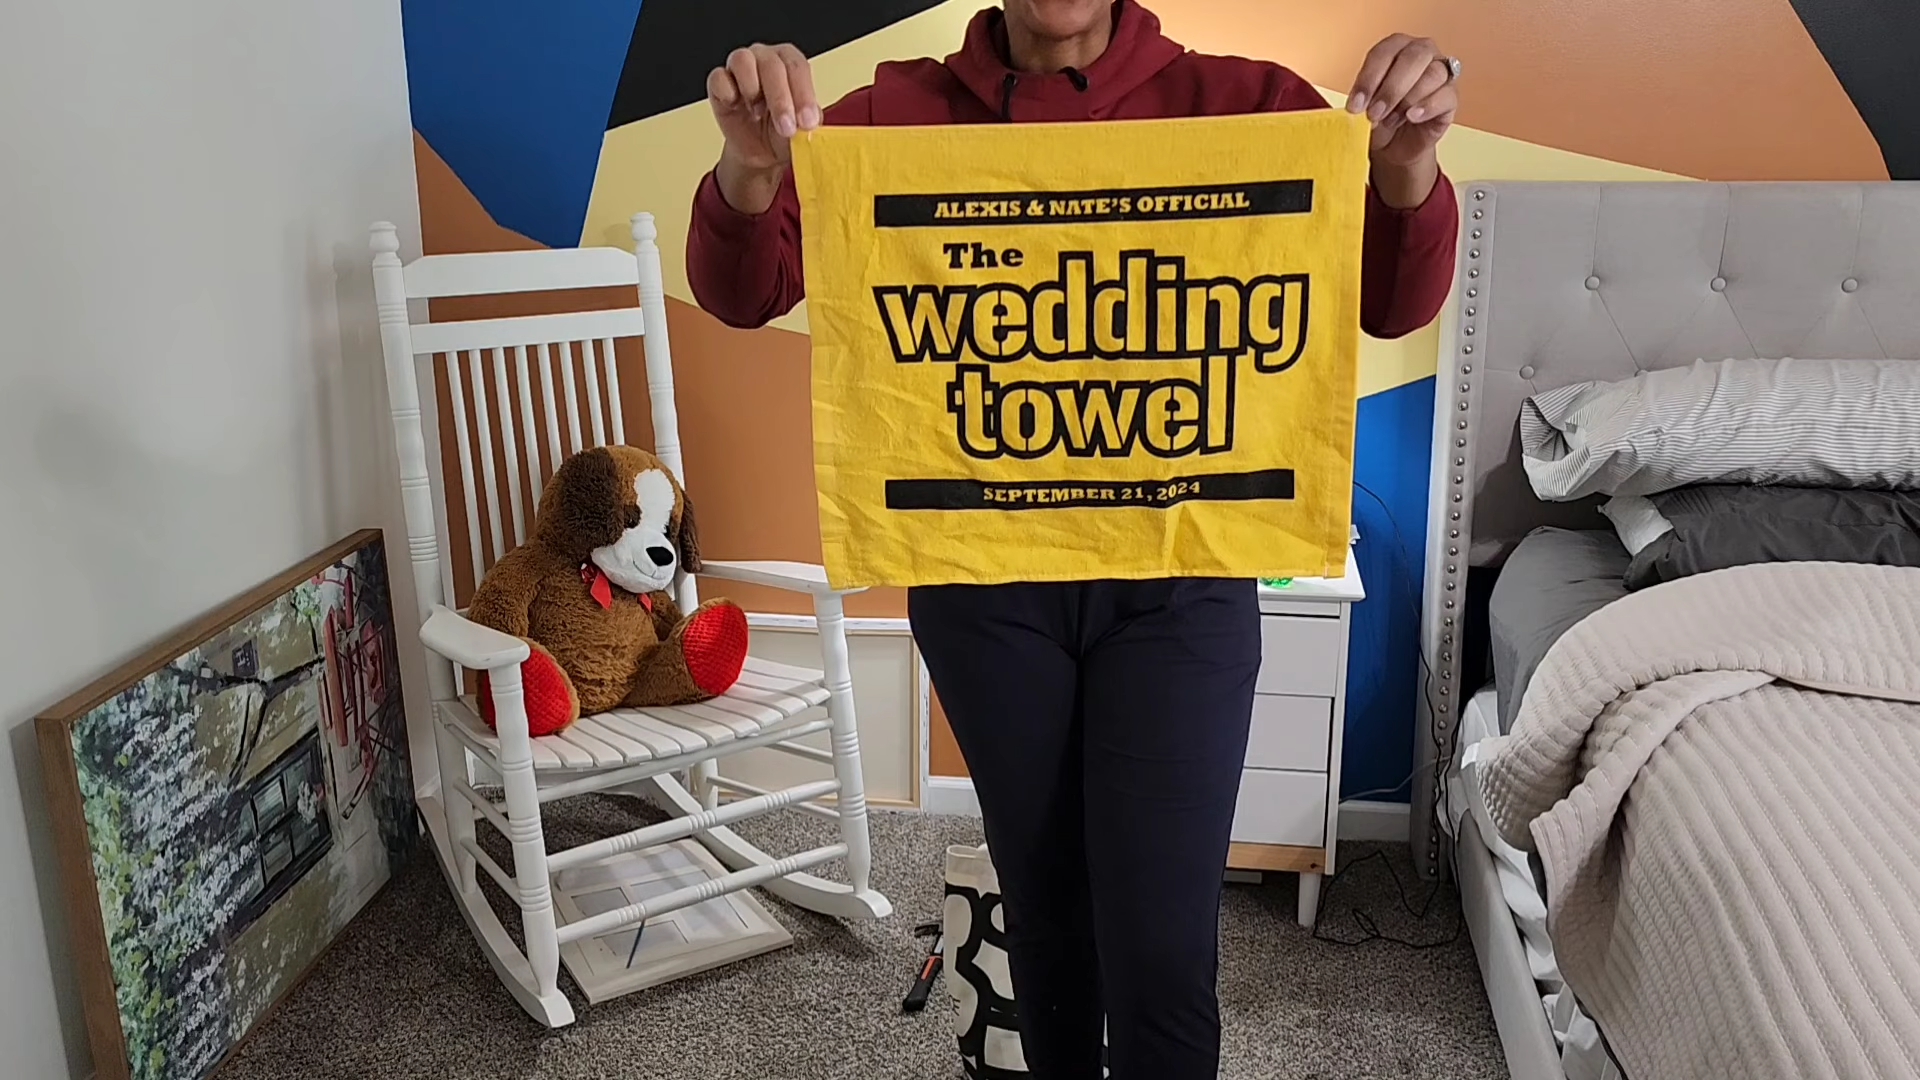 ALEXIS & NATE'S OFFICIAL
The
wedding
towel
SEPTEMBER 21, 2024